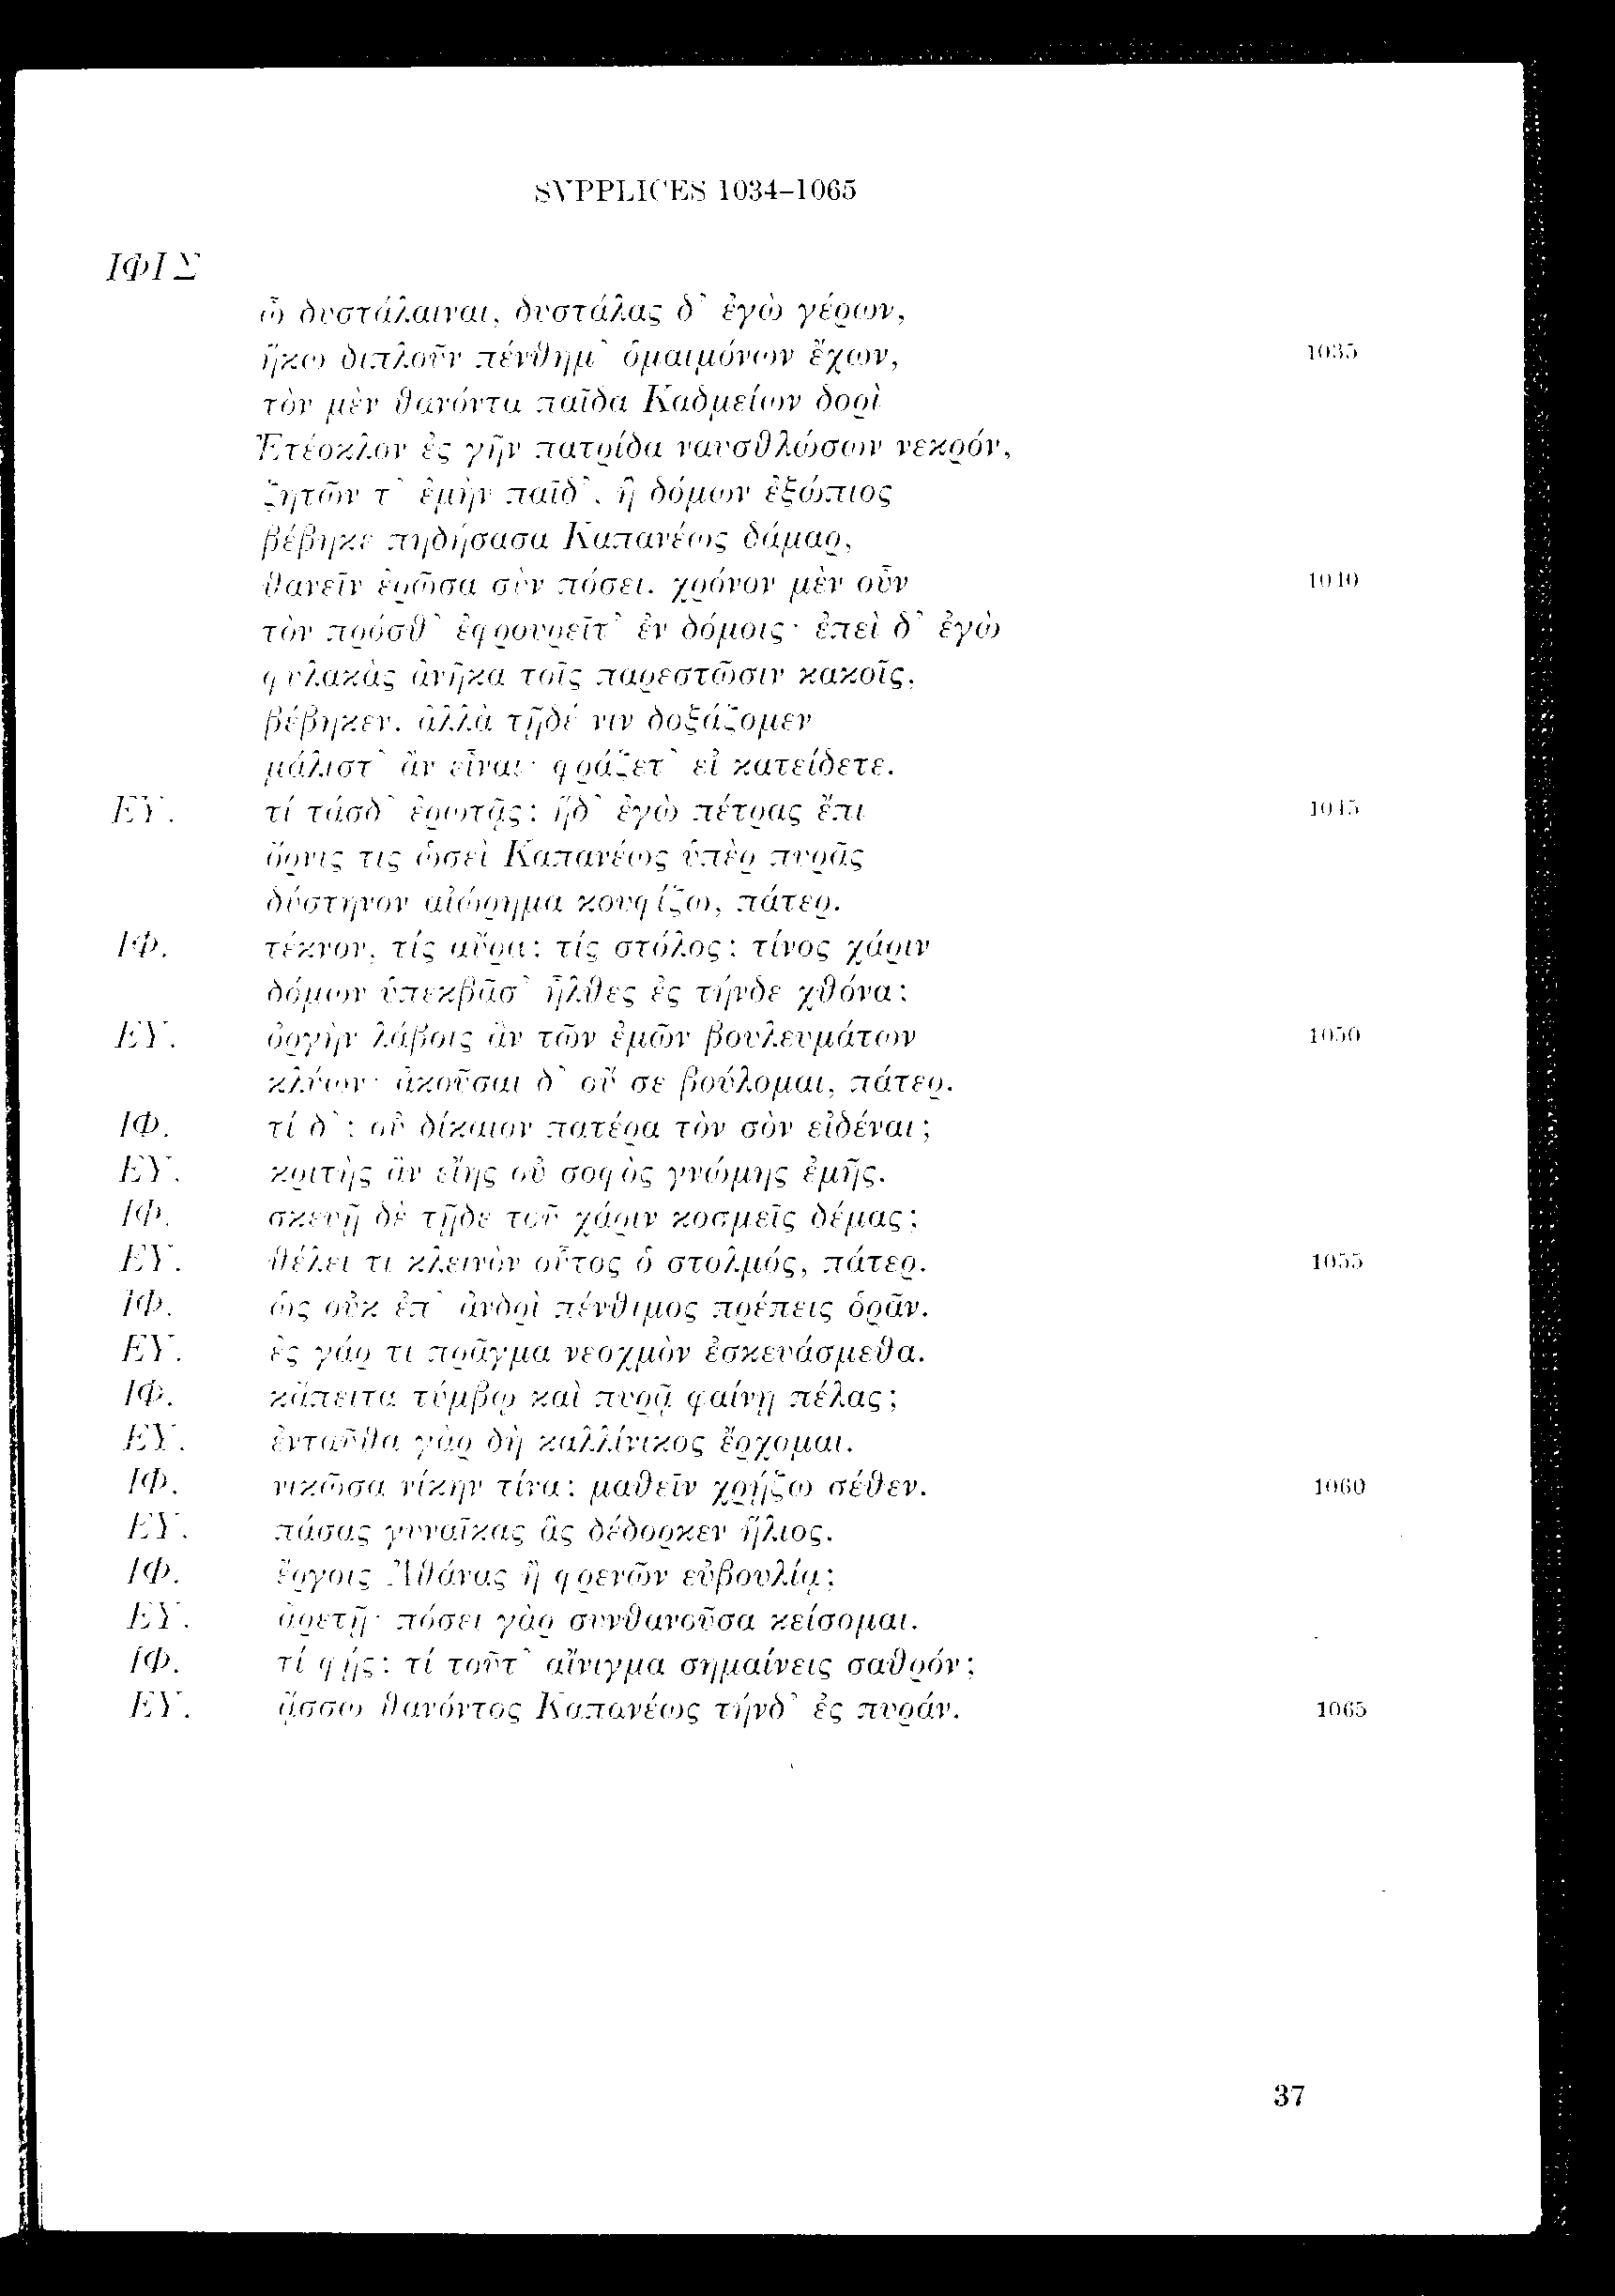 SVPPLICES 1034–1065
ΙΦΙΣ
ὦ δυστάλαιναι, δυστάλας δ᾽ ἐγὼ γέρων,
ἥκω διπλοῦν πένθημ᾽ ὁμαιμόνων ἔχων, 1035
τὸν μὲν θανόντα παῖδα Καδμείων δορὶ
Ἐτέοκλον ἐς γῆν πατρίδα ναυσθλώσων νεκρόν,
ζητῶν τ᾽ ἐμὴν παῖδ᾽, ἣ δόμων ἐξώπιος
βέβηκε πηδήσασα Καπανέως δάμαρ,
θανεῖν ἐρῶσα σὺν πόσει. χρόνον μὲν οὖν 1040
τὸν πρόσθ᾽ ἐφρουρεῖτ᾽ ἐν δόμοις· ἐπεὶ δ᾽ ἐγὼ
φυλακὰς ἀνῆκα τοῖς παρεστῶσιν κακοῖς,
βέβηκεν. ἀλλὰ τῇδέ νιν δοξάζομεν
μάλιστ᾽ ἂν εἶναι· φράζετ᾽ εἰ κατείδετε.
ΕΥ. τί τάσδ᾽ ἐρωτᾷς; ἥδ᾽ ἐγὼ πέτρας ἔπι 1045
ὄρνις τις ὡσεὶ Καπανέως ὑπὲρ πυρᾶς
δύστηνον αἰώρημα κουφίζω, πάτερ.
ΙΦ. τέκνον, τίς αὔρα; τίς στόλος; τίνος χάριν
δόμων ὑπεκβᾶσ᾽ ἦλθες ἐς τήνδε χθόνα;
ΕΥ. ὀργὴν λάβοις ἂν τῶν ἐμῶν βουλευμάτων 1050
κλύων· ἀκοῦσαι δ᾽ οὔ σε βούλομαι, πάτερ.
ΙΦ. τί δ᾽; οὐ δίκαιον πατέρα τὸν σὸν εἰδέναι;
ΕΥ. κριτὴς ἂν εἴης οὐ σοφὸς γνώμης ἐμῆς.
ΙΦ. σκευῇ δὲ τῇδε τοῦ χάριν κοσμεῖς δέμας;
ΕΥ. θέλει τι κλεινὸν οὗτος ὁ στολμός, πάτερ. 1055
ΙΦ. ὡς οὐκ ἐπ᾽ ἀνδρὶ πένθιμος πρέπεις ὁρᾶν.
ΕΥ. ἐς γάρ τι πρᾶγμα νεοχμὸν ἐσκευάσμεθα.
ΙΦ. κἄπειτα τύμβῳ καὶ πυρᾷ φαίνῃ πέλας;
ΕΥ. ἐνταῦθα γὰρ δὴ καλλίνικος ἔρχομαι.
ΙΦ. νικῶσα νίκην τίνα; μαθεῖν χρῄζω σέθεν. 1060
ΕΥ. πάσας γυναῖκας ἃς δέδορκεν ἥλιος.
ΙΦ. ἔργοις Ἀθάνας ἢ φρενῶν εὐβουλίᾳ;
ΕΥ. ἀρετῇ· πόσει γὰρ συνθανοῦσα κείσομαι.
ΙΦ. τί φῄς; τί τοῦτ᾽ αἴνιγμα σημαίνεις σαθρόν;
ΕΥ. ᾄσσω θανόντος Καπανέως τήνδ᾽ ἐς πυράν. 1065
37